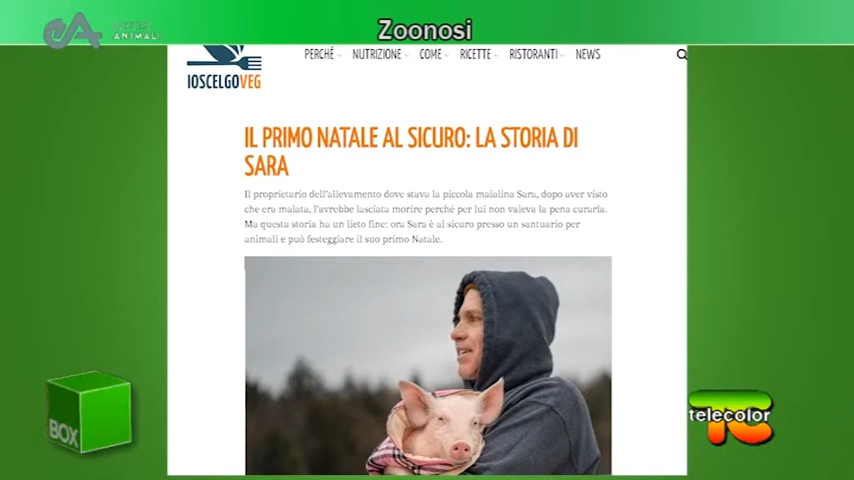 Zoonosi
ANIMALI
PERCHÉ NUTRIZIONE COME RICETTE RISTORANTI NEWS
IOSCELGOVEG
IL PRIMO NATALE AL SICURO: LA STORIA DI
SARA
Il proprietario dell'allevamento dove stava la piccola maialina Sara, dopo aver visto
che era malata, l'avrebbe lasciata morire perché per lui non valeva la pena curarla.
Ma questa storia ha un lieto fine: ora Sara è al sicuro presso un santuario per
animali e può festeggiare il suo primo Natale.
BOX
telecolor